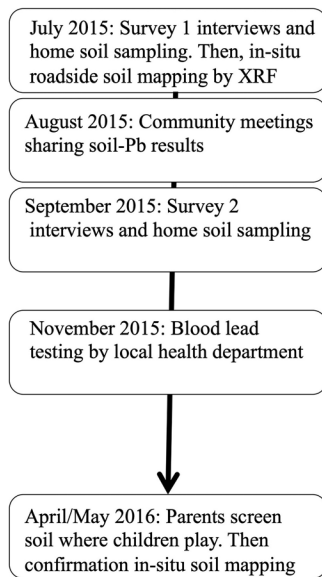 July 2015: Survey 1 interviews and
home soil sampling. Then, in-situ
roadside soil mapping by XRF
August 2015: Community meetings
sharing soil-Pb results
September 2015: Survey 2
interviews and home soil sampling
November 2015: Blood lead
testing by local health department
April/May 2016: Parents screen
soil where children play. Then
confirmation in-situ soil mapping